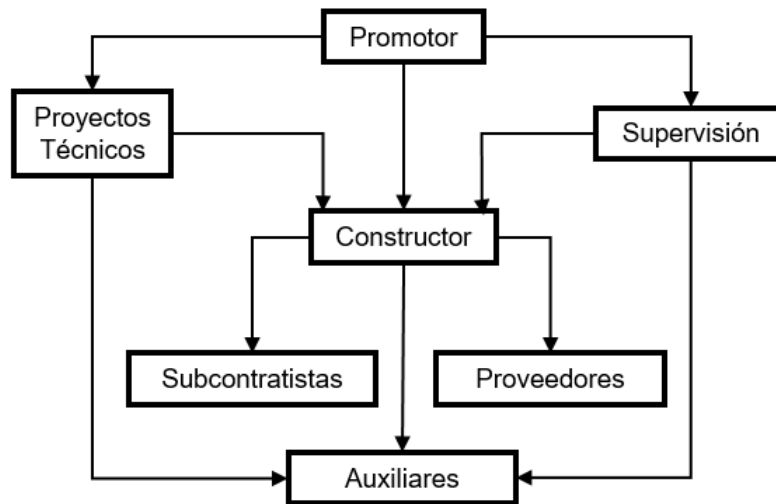 Promotor
Proyectos
Técnicos
Supervisión
Constructor
Subcontratistas
Proveedores
Auxiliares